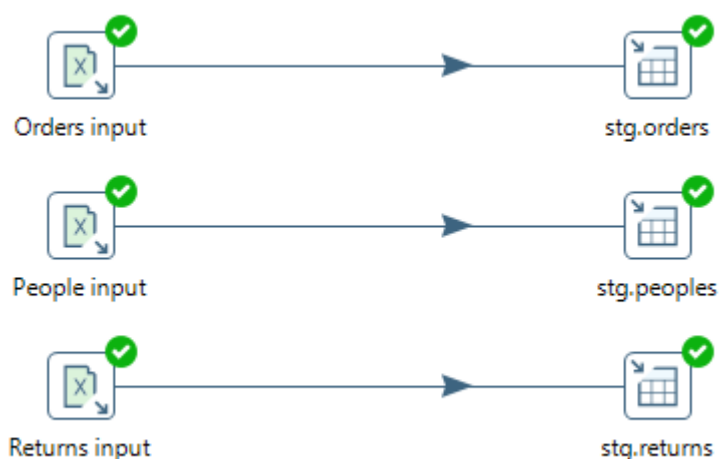 Orders input
stg.orders
People input
stg.peoples
Returns input
stg.returns